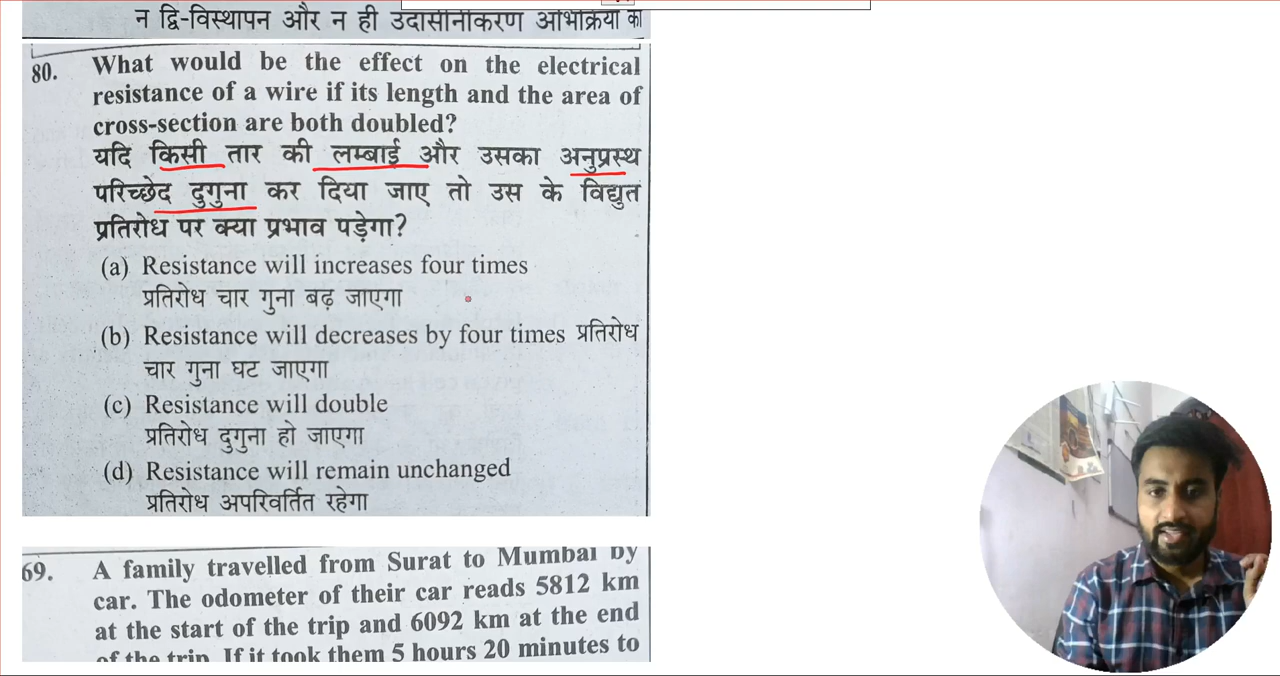 न द्वि-विस्थापन और न ही उदासीनीकरण अभिक्रिया का
80. What would be the effect on the electrical
resistance of a wire if its length and the area of
cross-section are both doubled?
यदि किसी तार की लम्बाई और उसका अनुप्रस्थ
परिच्छेद दुगुना कर दिया जाए तो उस के विद्युत
प्रतिरोध पर क्या प्रभाव पड़ेगा?
(a) Resistance will increases four times
प्रतिरोध चार गुना बढ़ जाएगा
(b) Resistance will decreases by four times प्रतिरोध
चार गुना घट जाएगा
(c) Resistance will double
प्रतिरोध दुगुना हो जाएगा
(d) Resistance will remain unchanged
प्रतिरोध अपरिवर्तित रहेगा
69. A family travelled from Surat to Mumbai by
car. The odometer of their car reads 5812 km
at the start of the trip and 6092 km at the end
of the trip. If it took them 5 hours 20 minutes to